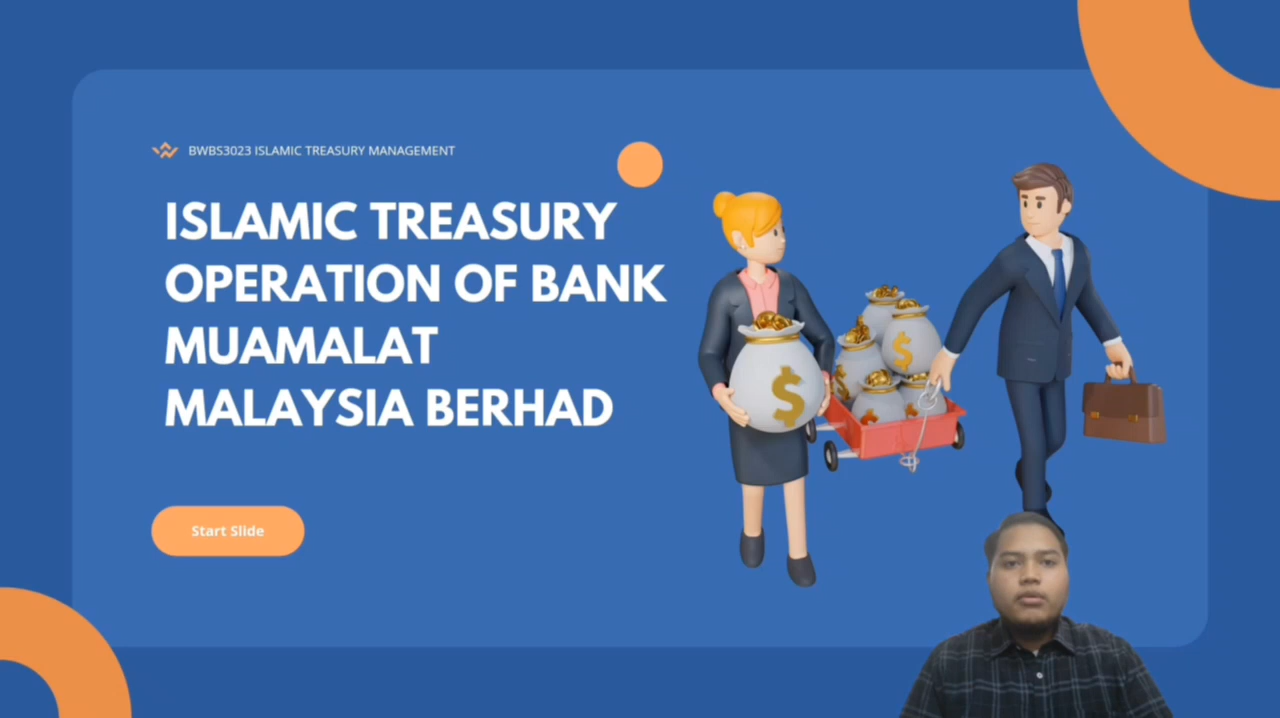 BWBS3023 ISLAMIC TREASURY MANAGEMENT
ISLAMIC TREASURY
OPERATION OF BANK
MUAMALAT
MALAYSIA BERHAD
$
$
Start Slide